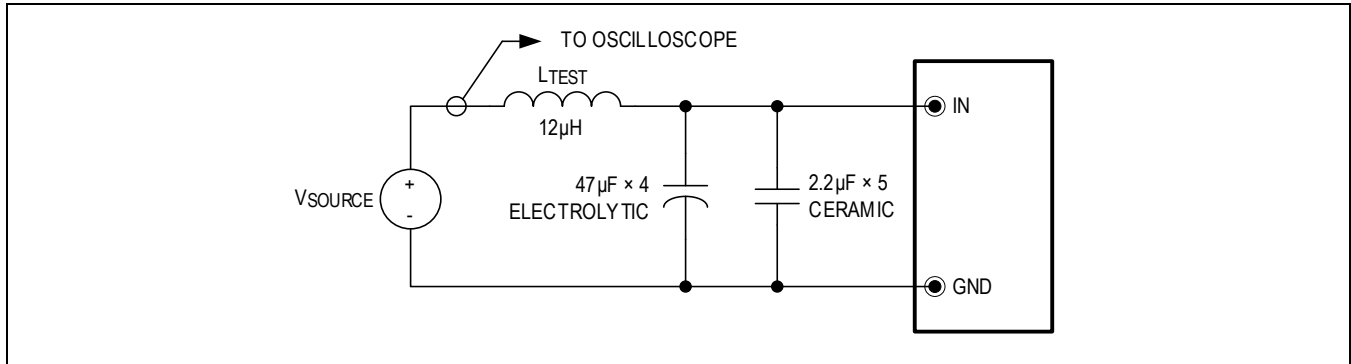 TO OSCILLOSCOPE
LTEST
12µH
IN
VSOURCE
+
-
47µF × 4
ELECTROLYTIC
2.2µF × 5
CERAMIC
GND